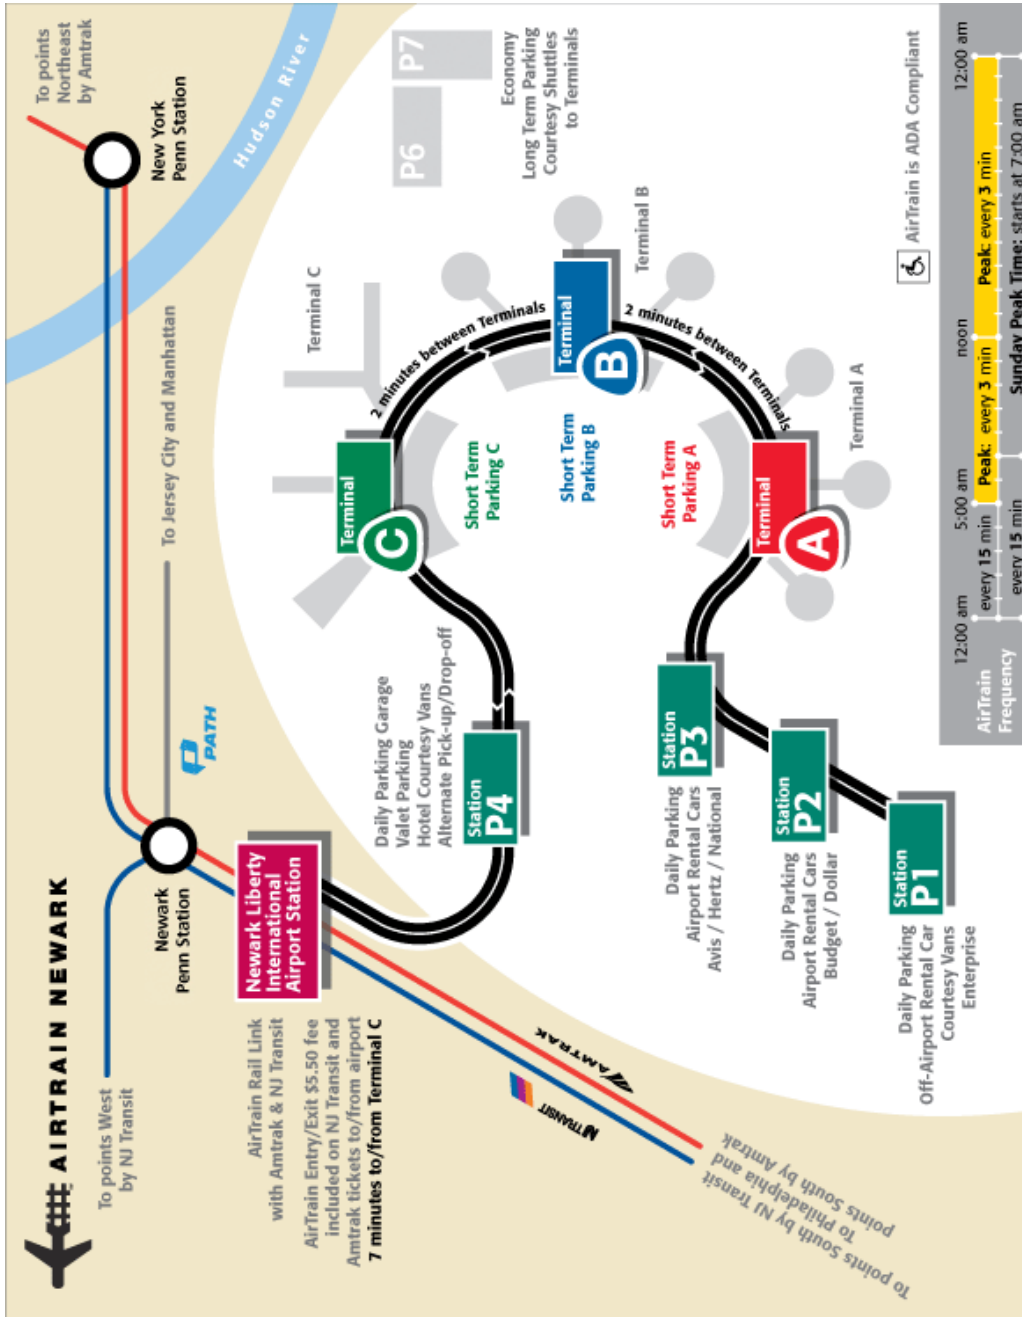 AIRTRAIN NEWARK
To points West
by NJ Transit
Newark
Penn Station
PATH
To Jersey City and Manhattan
New York
Penn Station
To points
Northeast
by Amtrak
Hudson River
Newark Liberty
International
Airport Station
AirTrain Rail Link
with Amtrak & NJ Transit
AirTrain Entry/Exit $5.50 fee
included on NJ Transit and
Amtrak tickets to/from airport
7 minutes to/from Terminal C
NJ TRANSIT
AMTRAK
To points South by NJ Transit
To Philadelphia and
points South by Amtrak
Daily Parking Garage
Valet Parking
Hotel Courtesy Vans
Alternate Pick-up/Drop-off
Station
P4
Terminal
C
Terminal C
2 minutes between Terminals
Short Term
Parking C
Terminal
B
Terminal B
Short Term
Parking B
2 minutes between Terminals
Short Term
Parking A
Terminal
A
Terminal A
P6
P7
Economy
Long Term Parking
Courtesy Shuttles
to Terminals
Station
P3
Daily Parking
Airport Rental Cars
Avis / Hertz / National
Station
P2
Daily Parking
Airport Rental Cars
Budget / Dollar
Station
P1
Daily Parking
Off-Airport Rental Car
Courtesy Vans
Enterprise
AirTrain is ADA Compliant
12:00 am
5:00 am
noon
12:00 am
AirTrain
Frequency
every 15 min
Peak: every 3 min
Peak: every 3 min
every 15 min
Sunday Peak Time: starts at 7:00 am